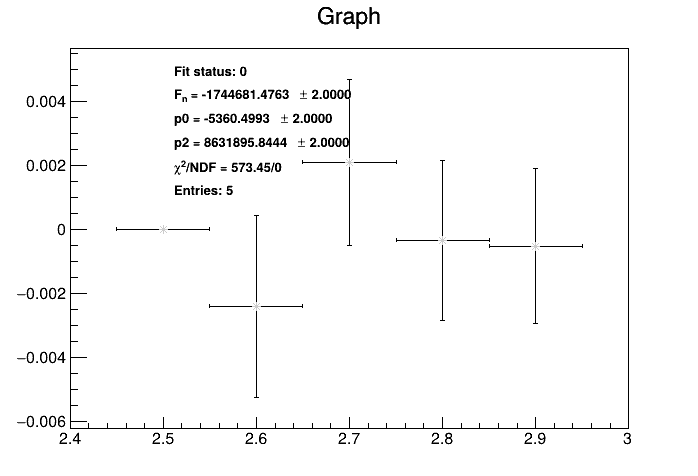 Graph
Fit status: 0
Fn = -1744681.4763 ± 2.0000
p0 = -5360.4993 ± 2.0000
p2 = 8631895.8444 ± 2.0000
χ2/NDF = 573.45/0
Entries: 5
0.004
0.002
0
−0.002
−0.004
−0.006
2.4 2.5 2.6 2.7 2.8 2.9 3